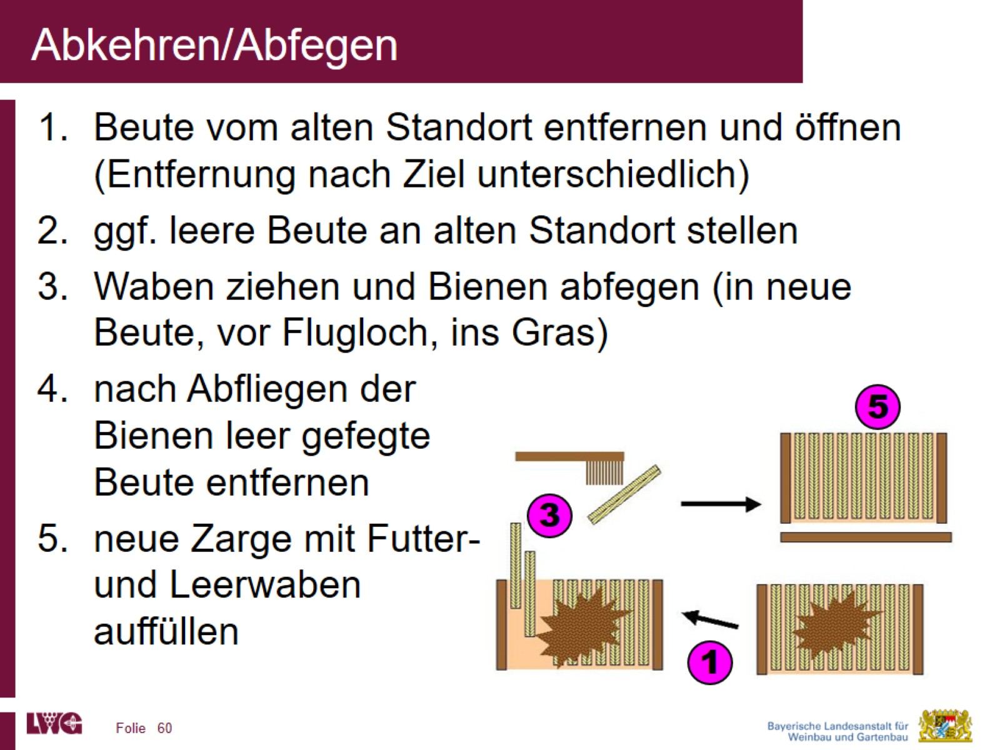 Abkehren/Abfegen
1. Beute vom alten Standort entfernen und öffnen
(Entfernung nach Ziel unterschiedlich)
2. ggf. leere Beute an alten Standort stellen
3. Waben ziehen und Bienen abfegen (in neue
Beute, vor Flugloch, ins Gras)
4. nach Abfliegen der
Bienen leer gefegte
Beute entfernen
5. neue Zarge mit Futter-
und Leerwaben
auffüllen
5
3
1
LWG
Folie 60
Bayerische Landesanstalt für
Weinbau und Gartenbau